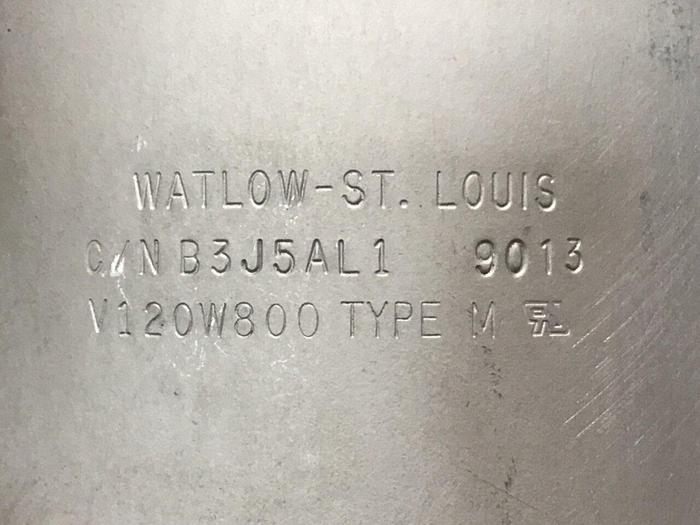 WATLOW-ST. LOUIS
C/N B3J5AL1 9013
V120W800 TYPE M